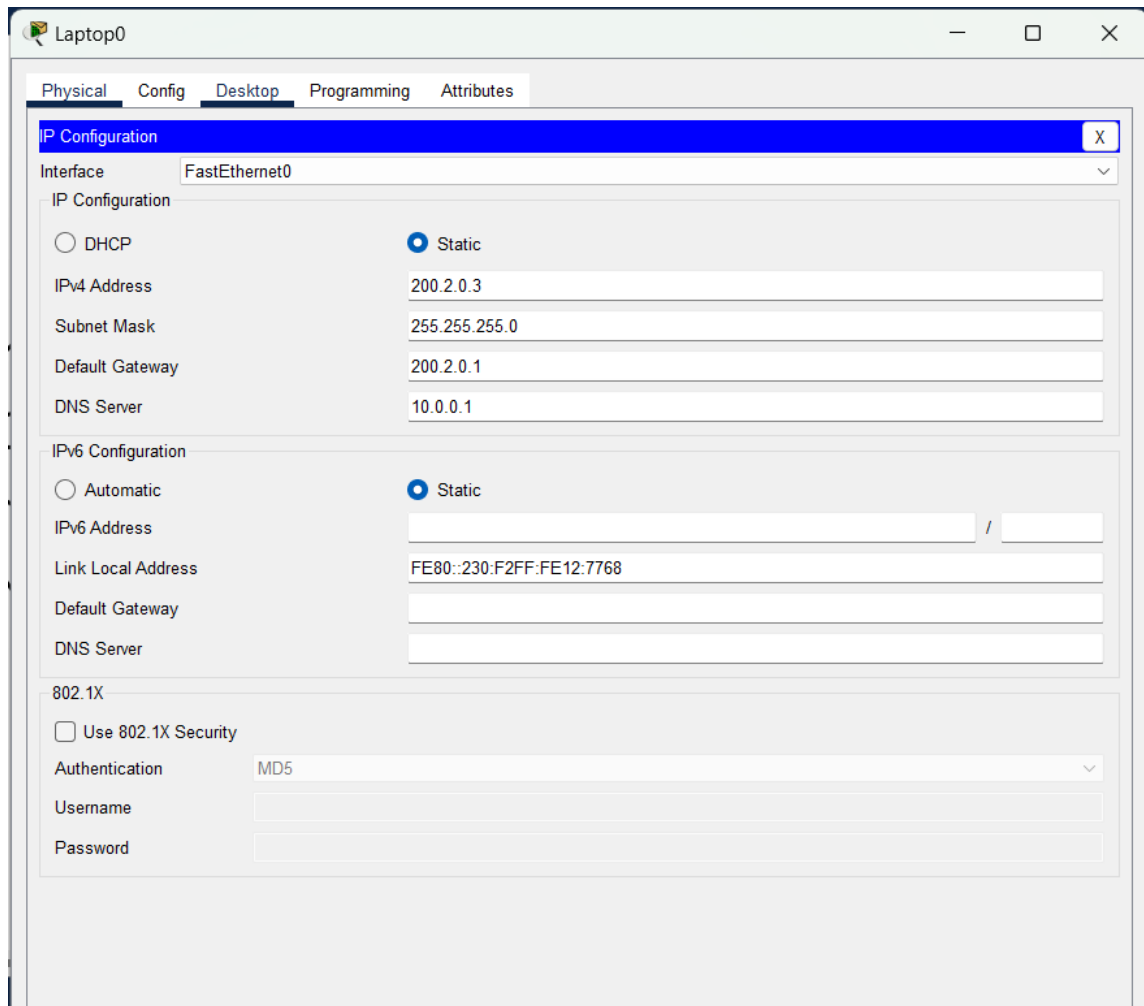 Laptop0
Physical Config Desktop Programming Attributes
IP Configuration X
Interface FastEthernet0
IP Configuration
DHCP Static
IPv4 Address 200.2.0.3
Subnet Mask 255.255.255.0
Default Gateway 200.2.0.1
DNS Server 10.0.0.1
IPv6 Configuration
Automatic Static
IPv6 Address /
Link Local Address FE80::230:F2FF:FE12:7768
Default Gateway
DNS Server
802.1X
Use 802.1X Security
Authentication MD5
Username
Password